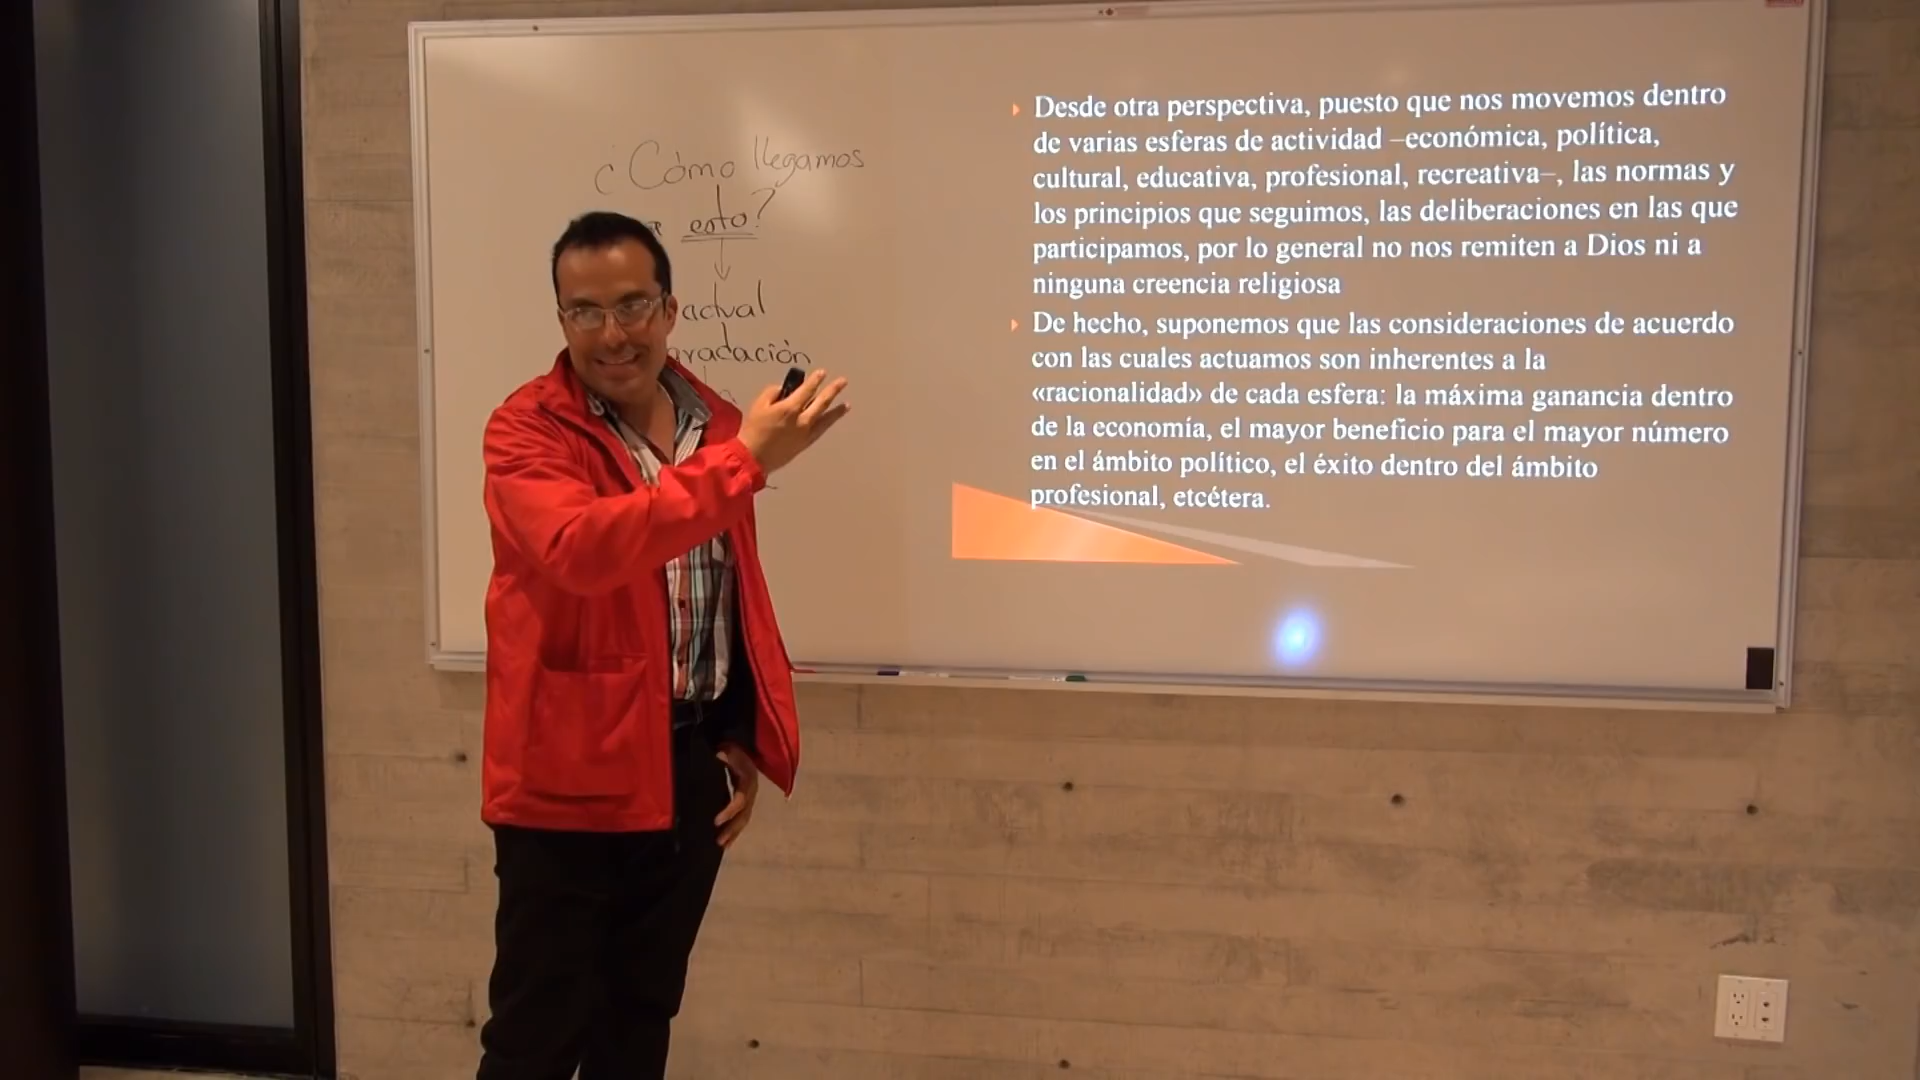 ¿Cómo llegamos
esto?
actual
Desde otra perspectiva, puesto que nos movemos dentro
de varias esferas de actividad –económica, política,
cultural, educativa, profesional, recreativa–, las normas y
los principios que seguimos, las deliberaciones en las que
participamos, por lo general no nos remiten a Dios ni a
ninguna creencia religiosa
De hecho, suponemos que las consideraciones de acuerdo
con las cuales actuamos son inherentes a la
«racionalidad» de cada esfera: la máxima ganancia dentro
de la economía, el mayor beneficio para el mayor número
en el ámbito político, el éxito dentro del ámbito
profesional, etcétera.